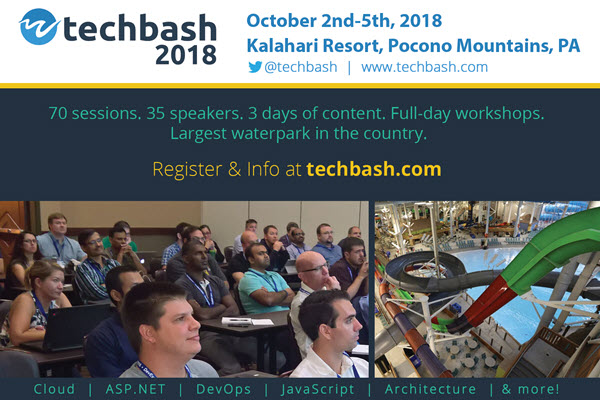 techbash
2018
October 2nd-5th, 2018
Kalahari Resort, Pocono Mountains, PA
@techbash | www.techbash.com
70 sessions. 35 speakers. 3 days of content. Full-day workshops.
Largest waterpark in the country.
Register & Info at techbash.com
Cloud | ASP.NET | DevOps | JavaScript | Architecture | & more!